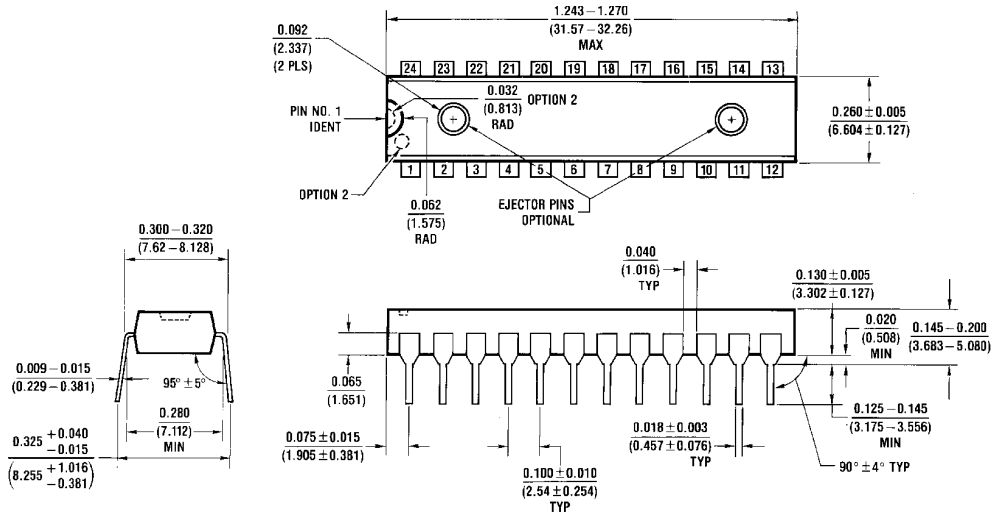 1.243–1.270
(31.57–32.26)
MAX
0.092
(2.337)
(2 PLS)
24 23 22 21 20 19 18 17 16 15 14 13
0.032
(0.813)
RAD
OPTION 2
PIN NO. 1
IDENT
0.260±0.005
(6.604±0.127)
1 2 3 4 5 6 7 8 9 10 11 12
OPTION 2
0.062
(1.575)
RAD
EJECTOR PINS
OPTIONAL
0.300–0.320
(7.62–8.128)
0.040
(1.016)
TYP
0.130±0.005
(3.302±0.127)
0.020
(0.508)
MIN
0.145–0.200
(3.683–5.080)
0.009–0.015
(0.229–0.381)
95°±5°
0.280
(7.112)
MIN
0.325 +0.040
–0.015
(8.255 +1.016
–0.381)
0.065
(1.651)
0.075±0.015
(1.905±0.381)
0.100±0.010
(2.54±0.254)
TYP
0.018±0.003
(0.457±0.076)
TYP
0.125–0.145
(3.175–3.556)
MIN
90°±4° TYP